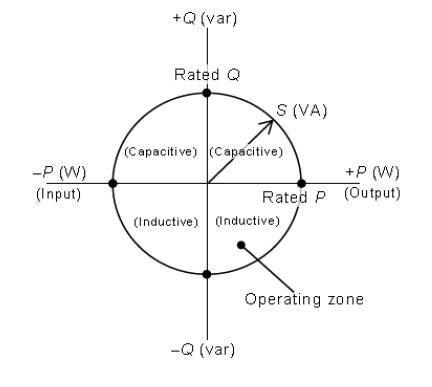 +Q (var)
Rated Q
S (VA)
(Capacitive) (Capacitive)
–P (W)
(Input)
+P (W)
(Output)
Rated P
(Inductive) (Inductive)
Operating zone
–Q (var)